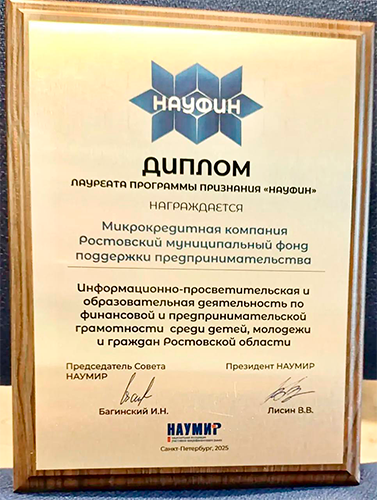 НАУФИН
ДИПЛОМ
ЛАУРЕАТА ПРОГРАММЫ ПРИЗНАНИЯ «НАУФИН»
НАГРАЖДАЕТСЯ
Микрокредитная компания
Ростовский муниципальный фонд
поддержки предпринимательства
Информационно-просветительская и
образовательная деятельность по
финансовой и предпринимательской
грамотности среди детей, молодежи
и граждан Ростовской области
Председатель Совета
НАУМИР
Президент НАУМИР
Багинский И.Н.
Лисин В.В.
НАУМИР
Санкт-Петербург, 2025